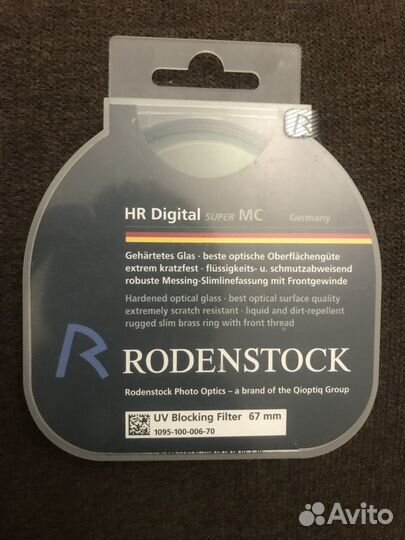 HR Digital SUPER MC Germany
Gehärtetes Glas · beste optische Oberflächengüte
extrem kratzfest · flüssigkeits- u. schmutzabweisend
robuste Messing-Slimlinefassung mit Frontgewinde
Hardened optical glass · best optical surface quality
extremely scratch resistant · liquid and dirt-repellent
rugged slim brass ring with front thread
R RODENSTOCK
Rodenstock Photo Optics – a brand of the Qioptiq Group
UV Blocking Filter 67 mm
1095-100-006-70
Avito